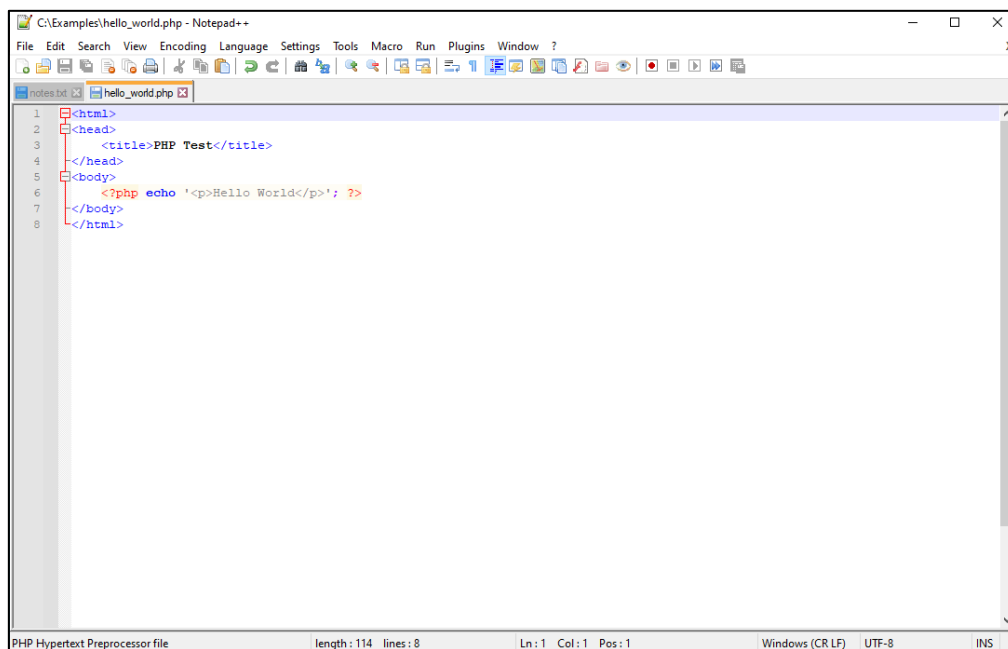 C:\Examples\hello_world.php - Notepad++
File Edit Search View Encoding Language Settings Tools Macro Run Plugins Window ?
notes.txt hello_world.php
1 <html>
2 <head>
3 <title>PHP Test</title>
4 </head>
5 <body>
6 <?php echo '<p>Hello World</p>'; ?>
7 </body>
8 </html>
PHP Hypertext Preprocessor file length : 114 lines : 8 Ln : 1 Col : 1 Pos : 1 Windows (CR LF) UTF-8 INS